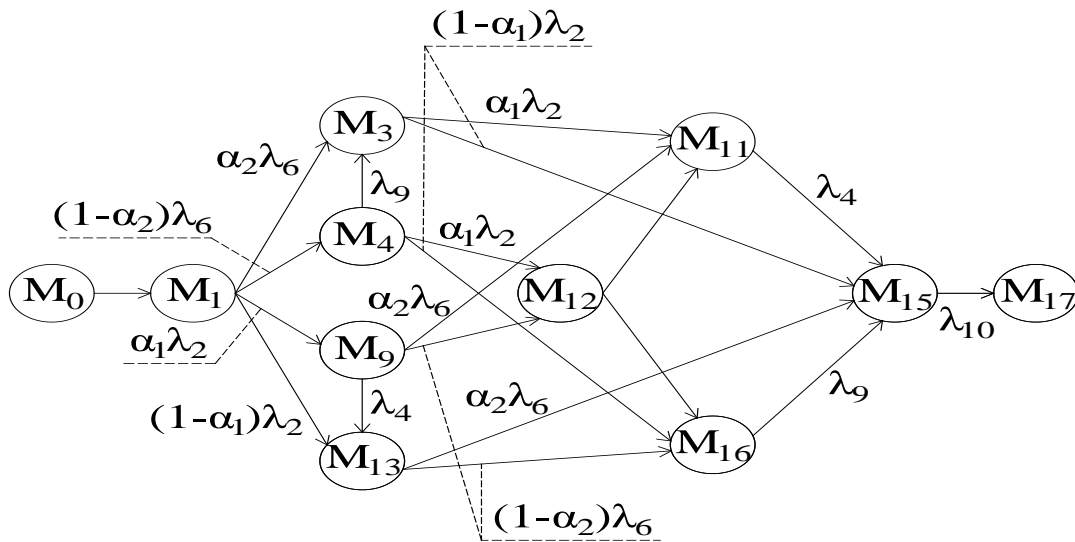 (1-α₁)λ₂
M₃
α₁λ₂
M₁₁
α₂λ₆
λ₉
λ₄
(1-α₂)λ₆
M₄
α₁λ₂
M₀
M₁
M₁₂
M₁₅
M₁₇
α₂λ₆
λ₁₀
α₁λ₂
M₉
λ₄
α₂λ₆
λ₉
(1-α₁)λ₂
M₁₃
M₁₆
(1-α₂)λ₆